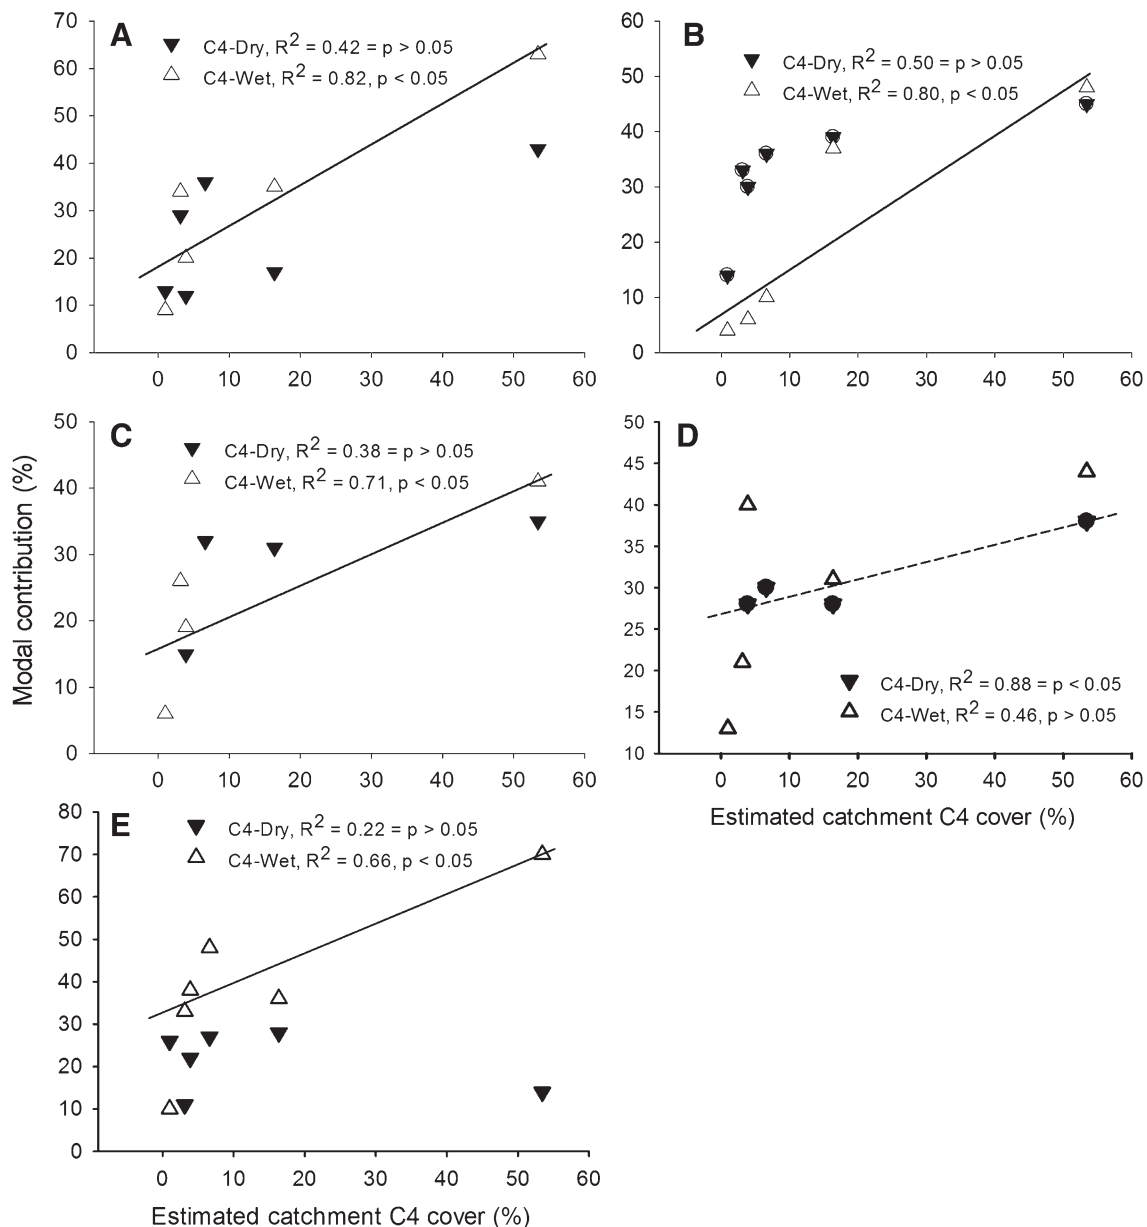 A
C4-Dry, R2 = 0.42 = p > 0.05
C4-Wet, R2 = 0.82, p < 0.05
70
60
50
40
30
20
10
0
0 10 20 30 40 50 60
B
C4-Dry, R2 = 0.50 = p > 0.05
C4-Wet, R2 = 0.80, p < 0.05
60
50
40
30
20
10
0
0 10 20 30 40 50 60
Modal contribution (%)
C
C4-Dry, R2 = 0.38 = p > 0.05
C4-Wet, R2 = 0.71, p < 0.05
50
40
30
20
10
0
0 10 20 30 40 50 60
D
50
45
40
35
30
25
20
15
10
C4-Dry, R2 = 0.88 = p < 0.05
C4-Wet, R2 = 0.46, p > 0.05
0 10 20 30 40 50 60
Estimated catchment C4 cover (%)
E
C4-Dry, R2 = 0.22 = p > 0.05
C4-Wet, R2 = 0.66, p < 0.05
80
70
60
50
40
30
20
10
0
0 10 20 30 40 50 60
Estimated catchment C4 cover (%)